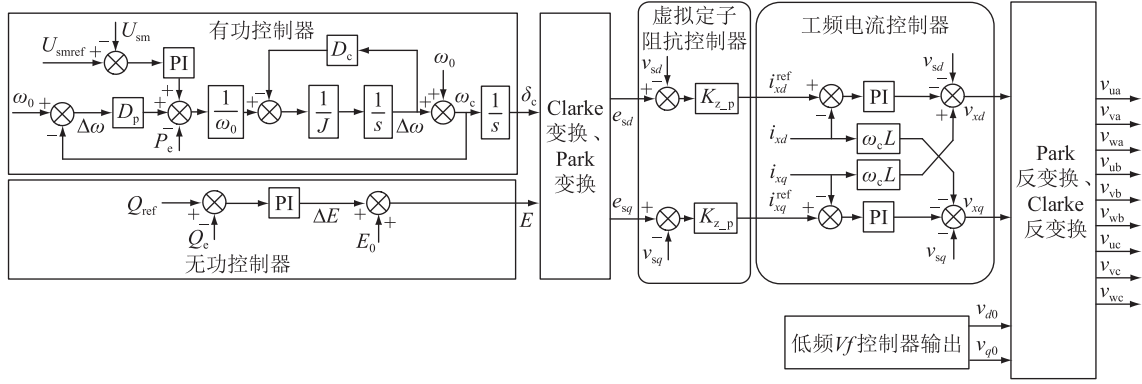 有功控制器
U_smref
+
−
U_sm
PI
ω_0
+
−
Δω
D_p
+
+
−
P_e
1/ω_0
−
1/J
1/s
Δω
D_c
ω_0
+
+
ω_c
1/s
δ_c
Q_ref
+
−
Q_e
PI
ΔE
+
+
E_0
E
无功控制器
Clarke
变换、
Park
变换
e_sd
e_sq
虚拟定子
阻抗控制器
v_sd
−
+
K_z_p
+
−
v_sq
K_z_p
工频电流控制器
i_xd^ref
+
−
PI
v_sd
−
−
+
v_xd
i_xd
ω_cL
i_xq
ω_cL
i_xq^ref
−
+
PI
−
−
−
v_xq
v_sq
低频Vf控制器输出
v_d0
v_q0
Park
反变换、
Clarke
反变换
v_ua
v_va
v_wa
v_ub
v_vb
v_wb
v_uc
v_vc
v_wc